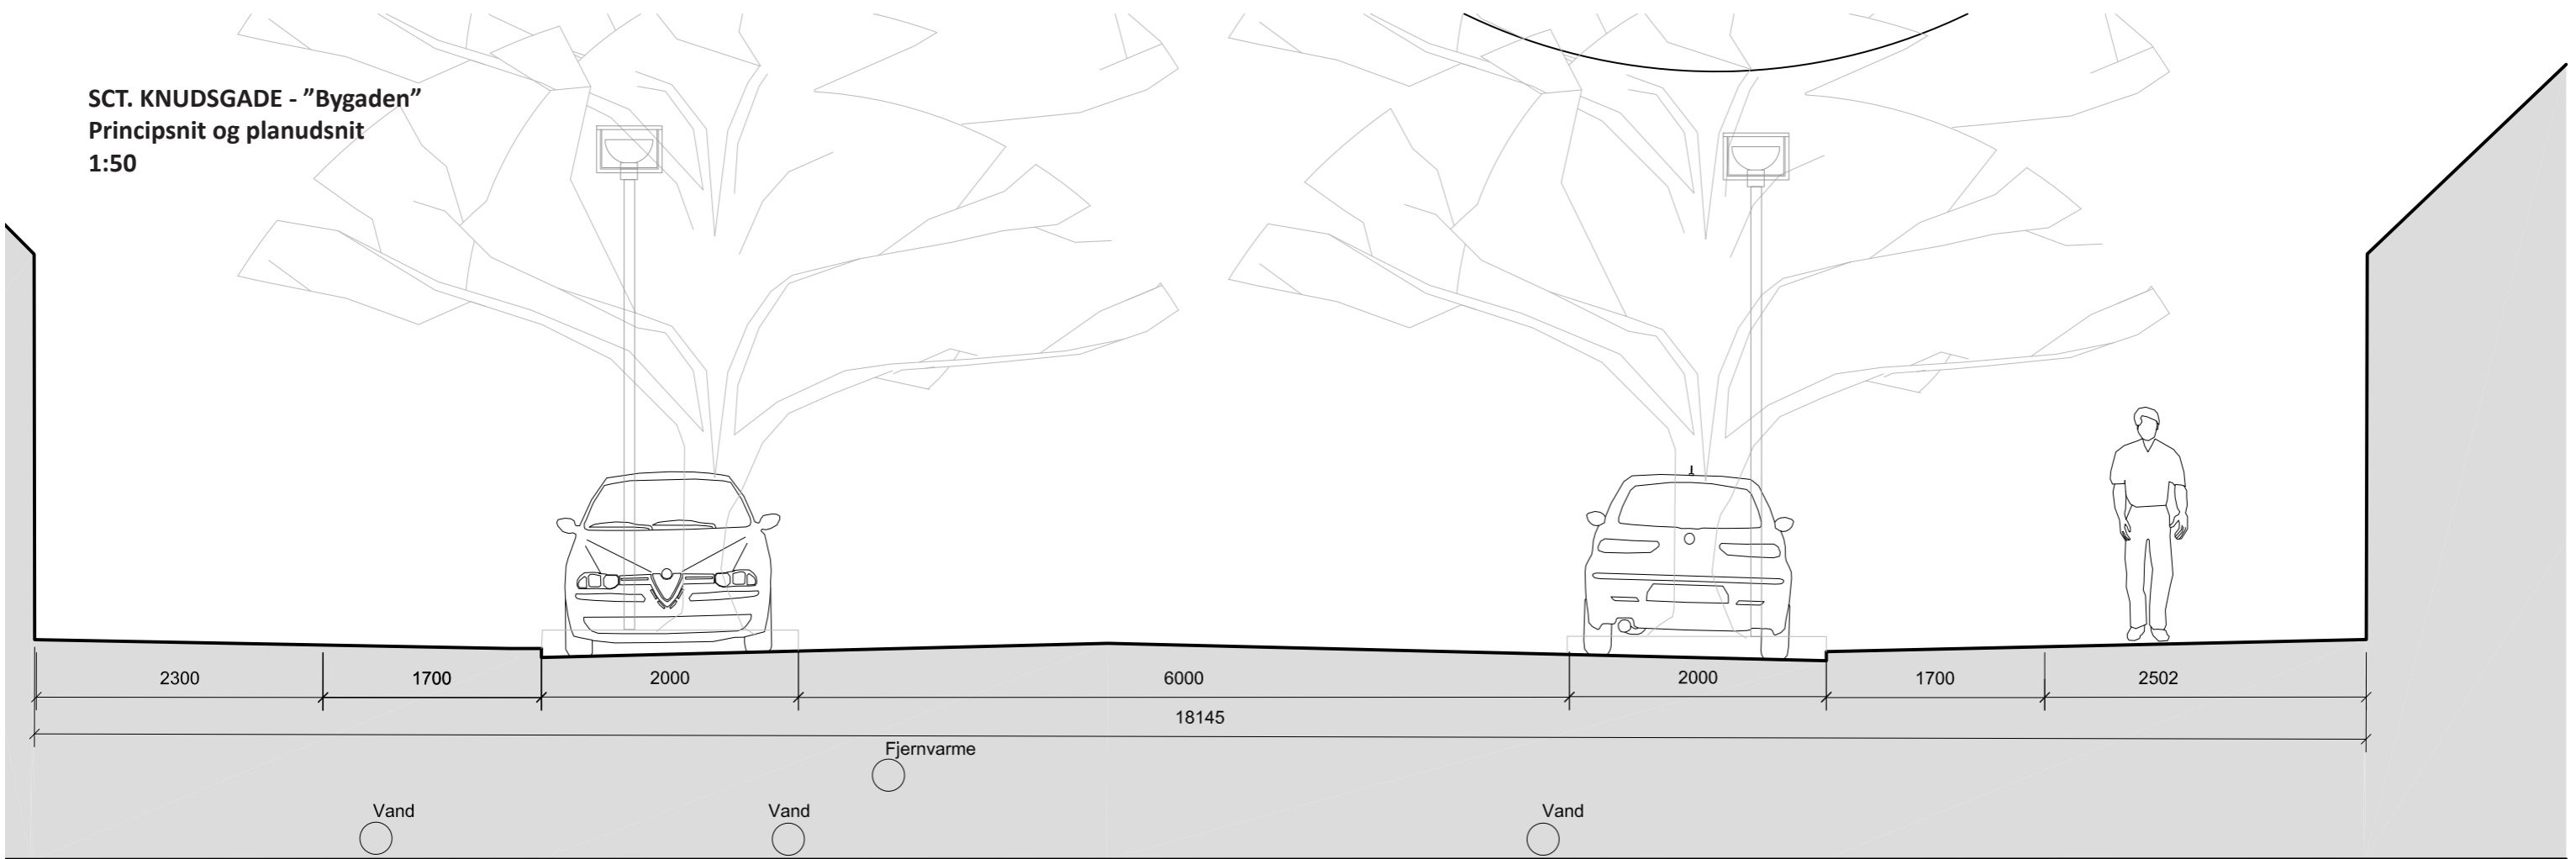 SCT. KNUDSGADE - ”Bygaden”
Principsnit og planudsnit
1:50
2300 1700 2000 6000 2000 1700 2502
18145
Fjernvarme
Vand Vand Vand